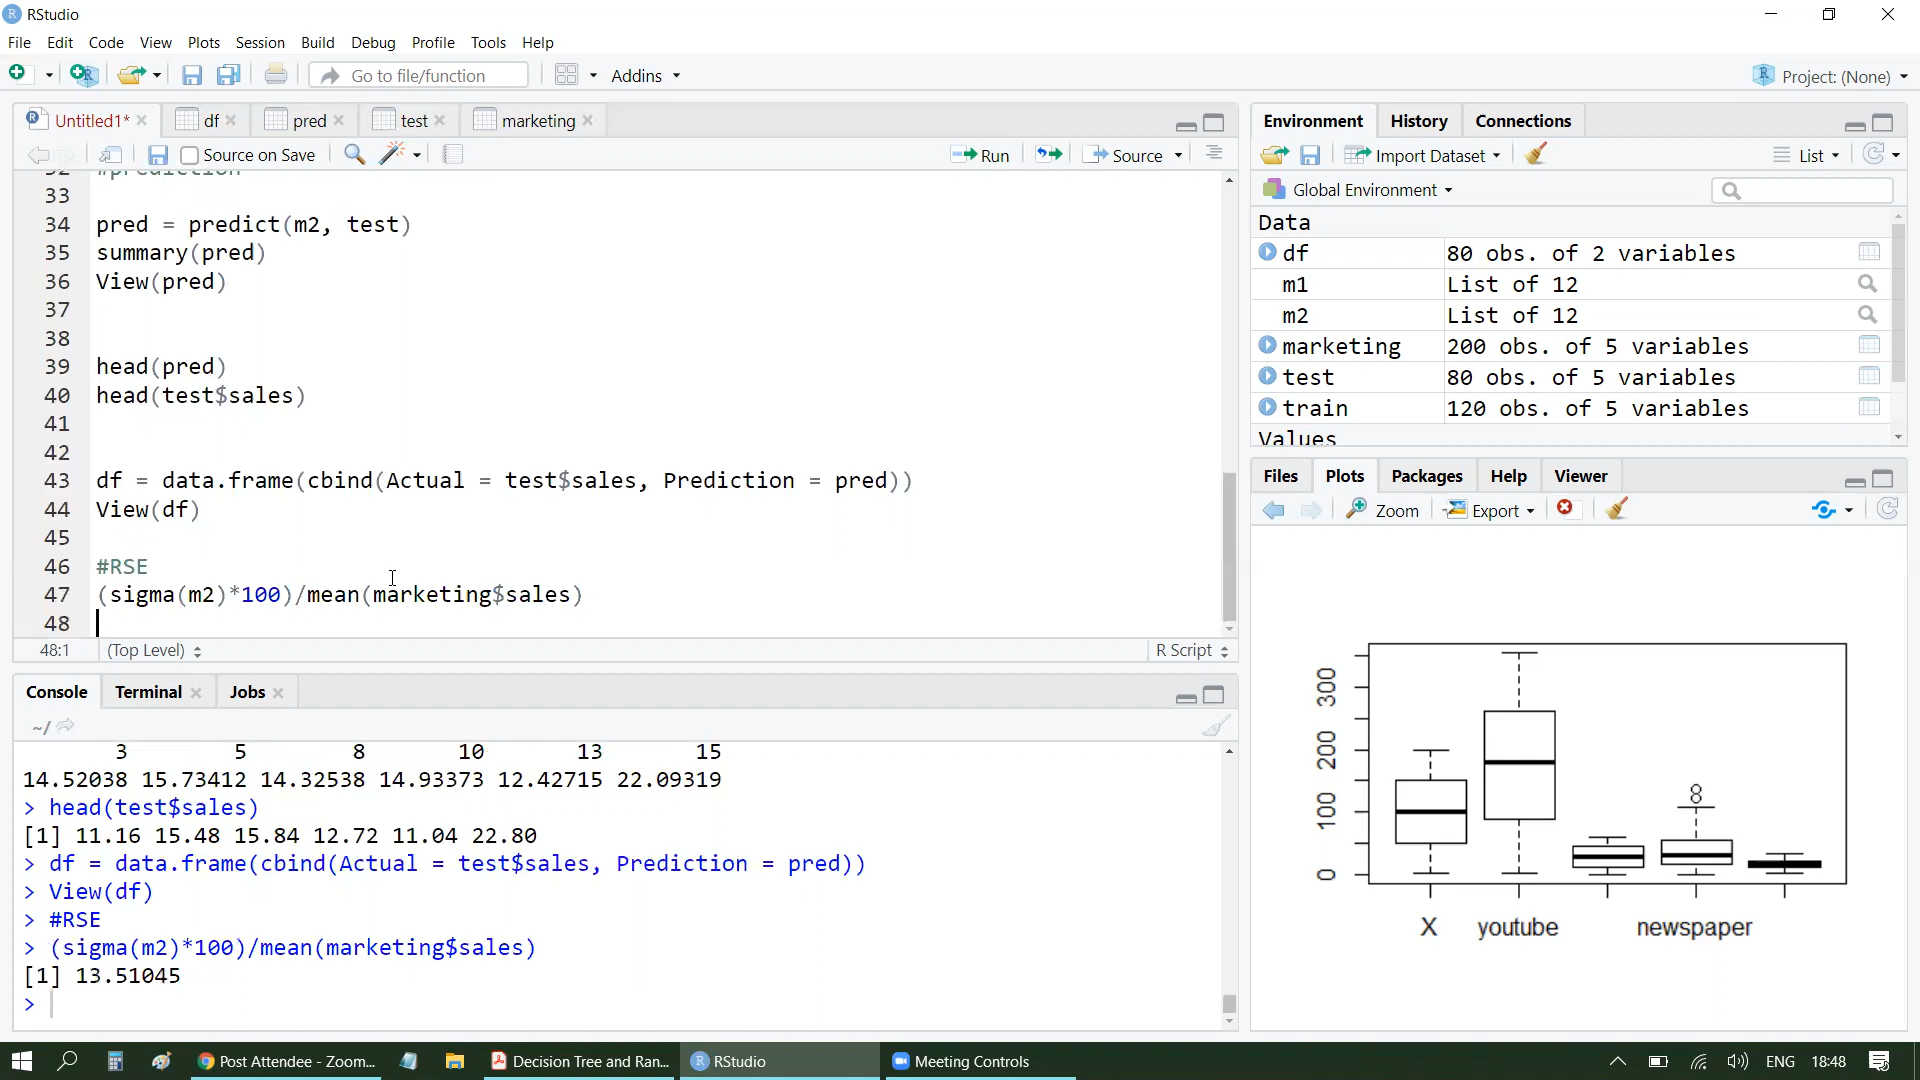 RStudio
File Edit Code View Plots Session Build Debug Profile Tools Help
Go to file/function Addins Project: (None)
Untitled1* df pred test marketing
Source on Save Run Source
32 #prediction
33
34 pred = predict(m2, test)
35 summary(pred)
36 View(pred)
37
38
39 head(pred)
40 head(test$sales)
41
42
43 df = data.frame(cbind(Actual = test$sales, Prediction = pred))
44 View(df)
45
46 #RSE
47 (sigma(m2)*100)/mean(marketing$sales)
48
48:1 (Top Level) R Script
Console Terminal Jobs
~/
3 5 8 10 13 15
14.52038 15.73412 14.32538 14.93373 12.42715 22.09319
> head(test$sales)
[1] 11.16 15.48 15.84 12.72 11.04 22.80
> df = data.frame(cbind(Actual = test$sales, Prediction = pred))
> View(df)
> #RSE
> (sigma(m2)*100)/mean(marketing$sales)
[1] 13.51045
>
Environment History Connections
Import Dataset List
Global Environment
Data
df 80 obs. of 2 variables
m1 List of 12
m2 List of 12
marketing 200 obs. of 5 variables
test 80 obs. of 5 variables
train 120 obs. of 5 variables
Values
Files Plots Packages Help Viewer
Zoom Export
300
200
100
0
X youtube newspaper
Post Attendee - Zoom... Decision Tree and Ran... RStudio Meeting Controls ENG 18:48